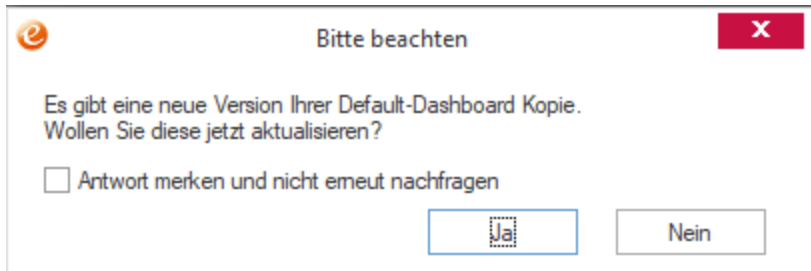 Bitte beachten
Es gibt eine neue Version Ihrer Default-Dashboard Kopie.
Wollen Sie diese jetzt aktualisieren?
Antwort merken und nicht erneut nachfragen
Ja
Nein